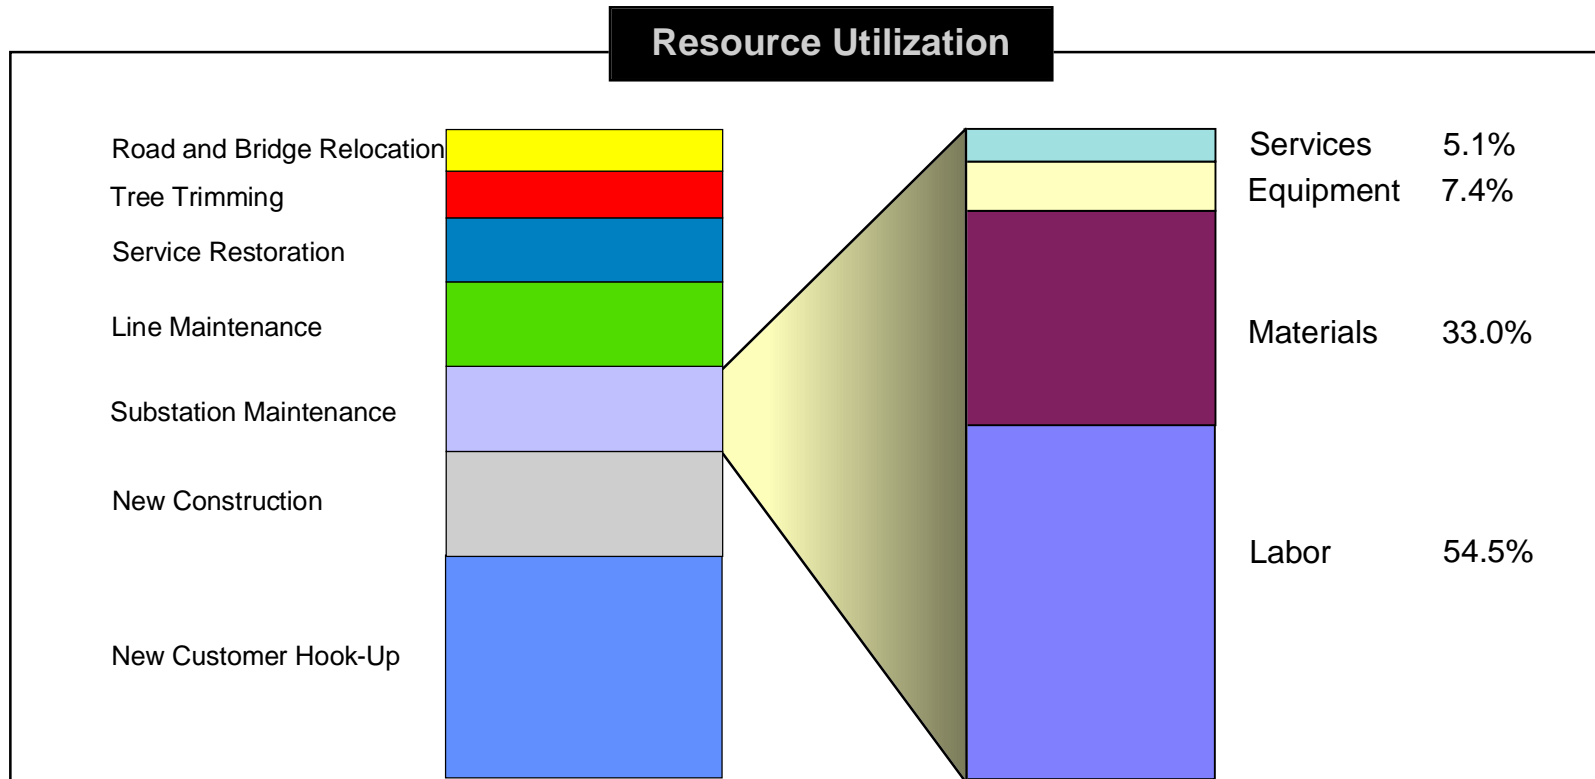 Resource Utilization
Road and Bridge Relocation
Tree Trimming
Service Restoration
Line Maintenance
Substation Maintenance
New Construction
New Customer Hook-Up
Services 5.1%
Equipment 7.4%
Materials 33.0%
Labor 54.5%